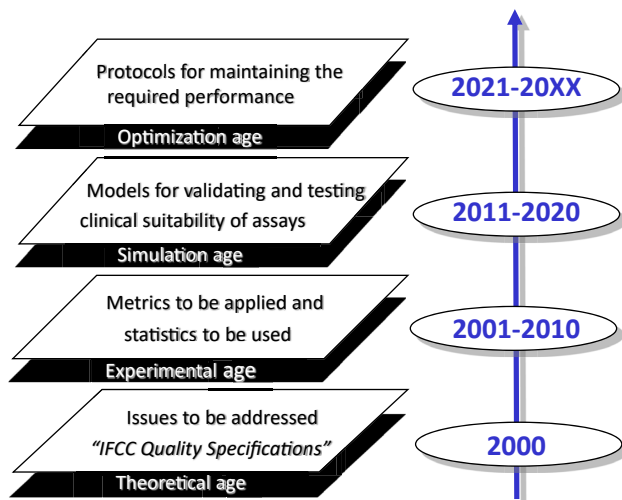 Protocols for maintaining the
required performance
Optimization age
2021-20XX
Models for validating and testing
clinical suitability of assays
Simulation age
2011-2020
Metrics to be applied and
statistics to be used
Experimental age
2001-2010
Issues to be addressed
“IFCC Quality Specifications”
Theoretical age
2000